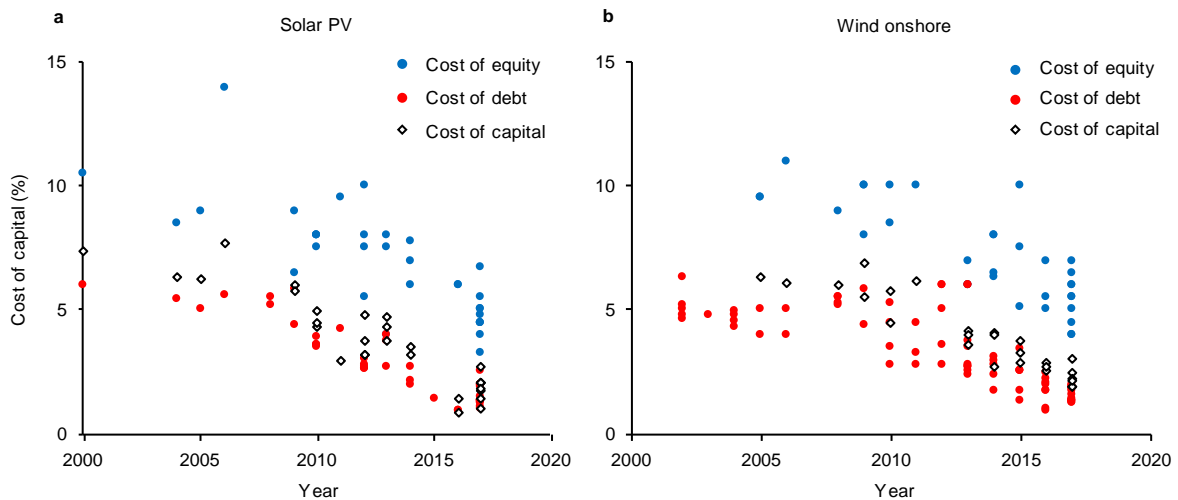 a
Solar PV
15
10
5
0
Cost of capital (%)
Cost of equity
Cost of debt
Cost of capital
2000
2005
2010
2015
2020
Year
b
Wind onshore
15
10
5
0
Cost of equity
Cost of debt
Cost of capital
2000
2005
2010
2015
2020
Year